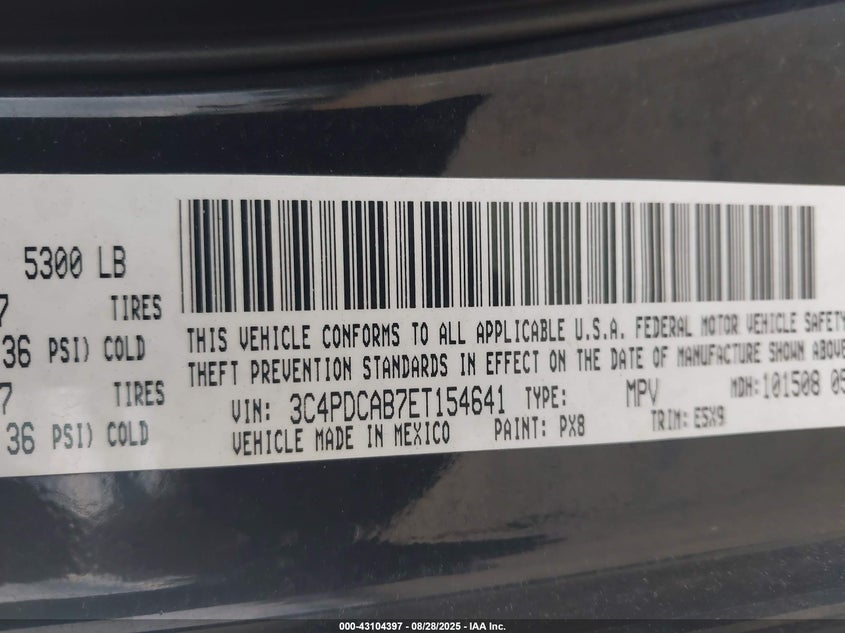 5300 LB
7 TIRES
36 PSI) COLD
7 TIRES
36 PSI) COLD
THIS VEHICLE CONFORMS TO ALL APPLICABLE U.S.A. FEDERAL MOTOR VEHICLE SAFETY
THEFT PREVENTION STANDARDS IN EFFECT ON THE DATE OF MANUFACTURE SHOWN ABOVE
VIN: 3C4PDCAB7ET154641 TYPE: MPV MDH:101508 05
VEHICLE MADE IN MEXICO PAINT: PX8 TRIM: E5X9
000-43104397 - 08/28/2025 - IAA Inc.